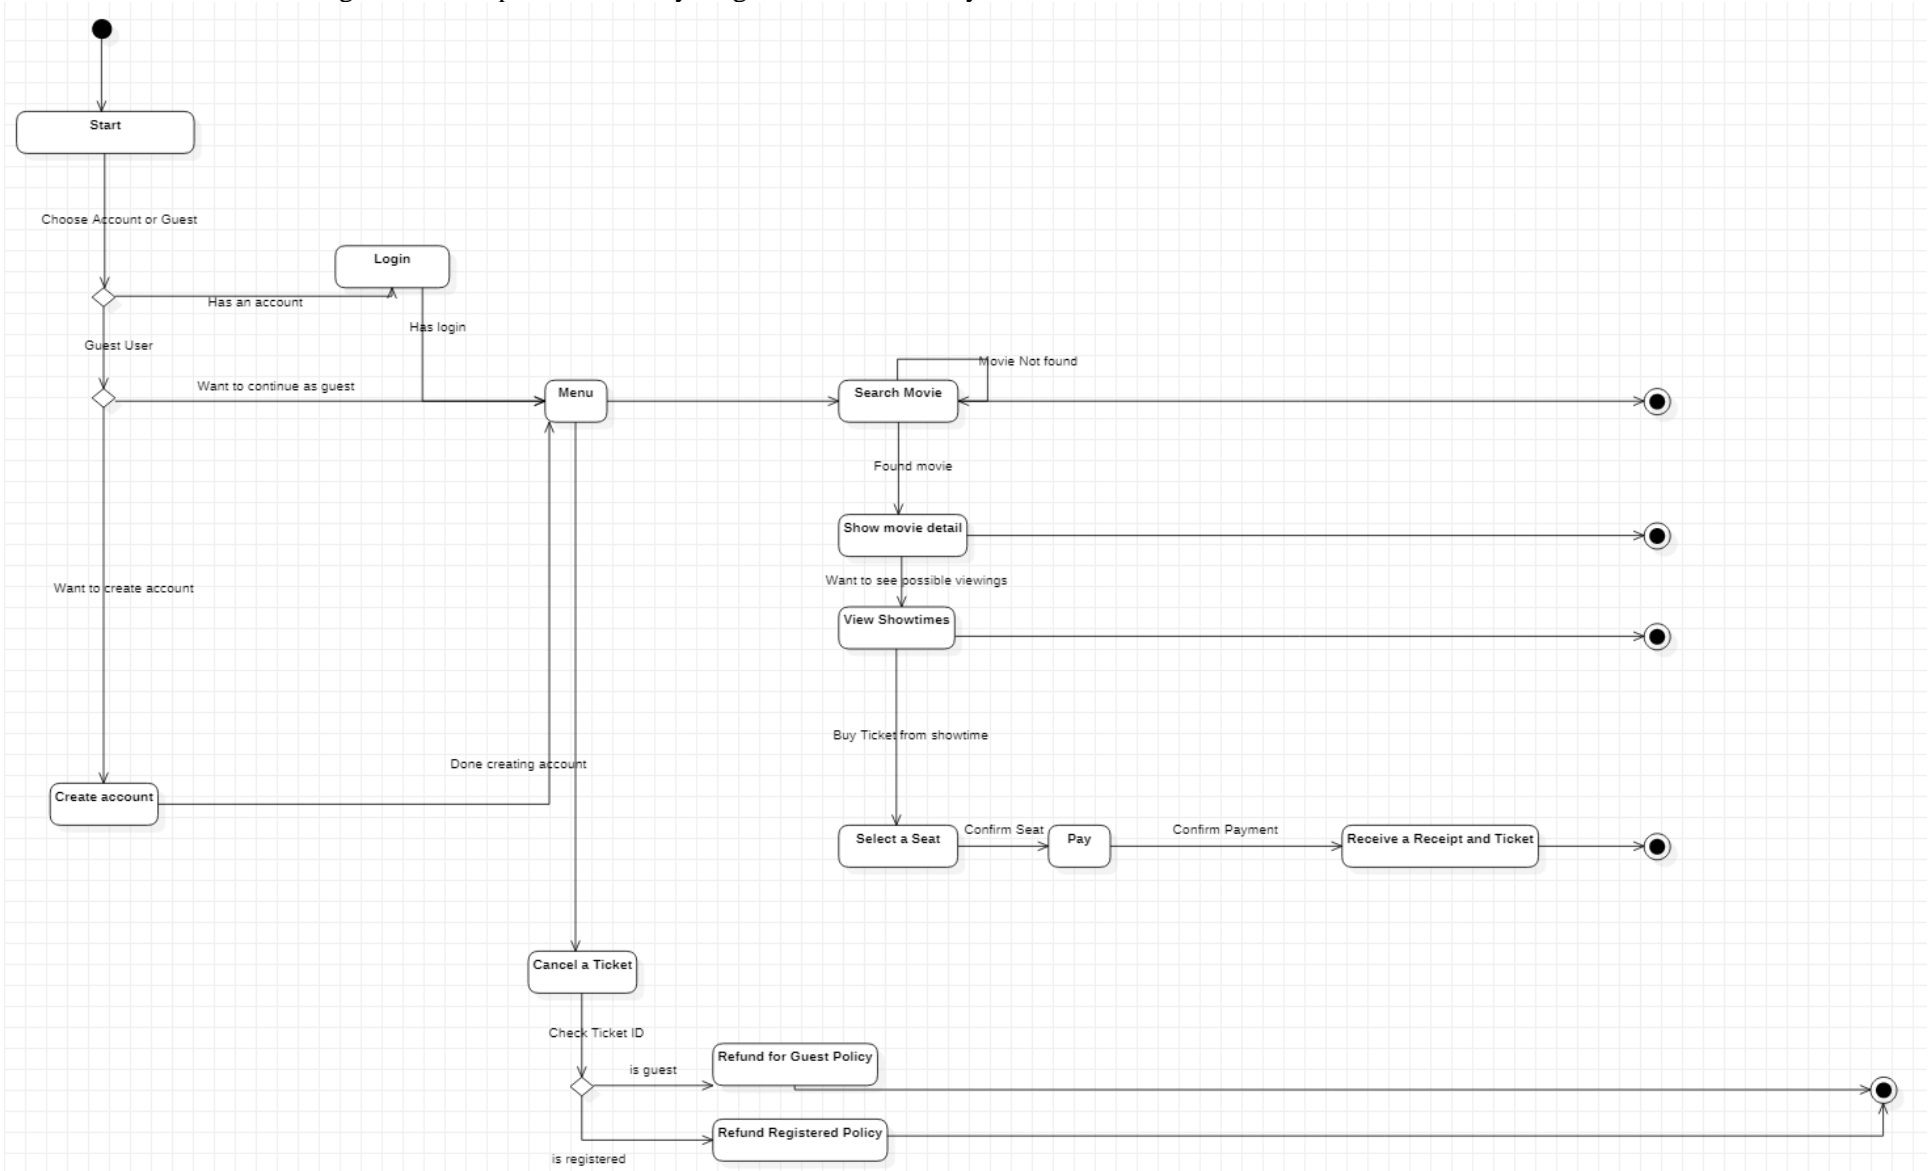 Start
Choose Account or Guest
Login
Has an account
Has login
Guest User
Movie Not found
Want to continue as guest
Menu
Search Movie
Found movie
Show movie detail
Want to see possible viewings
Want to create account
View Showtimes
Buy Ticket from showtime
Done creating account
Create account
Select a Seat
Confirm Seat
Pay
Confirm Payment
Receive a Receipt and Ticket
Cancel a Ticket
Check Ticket ID
Refund for Guest Policy
is guest
Refund Registered Policy
is registered